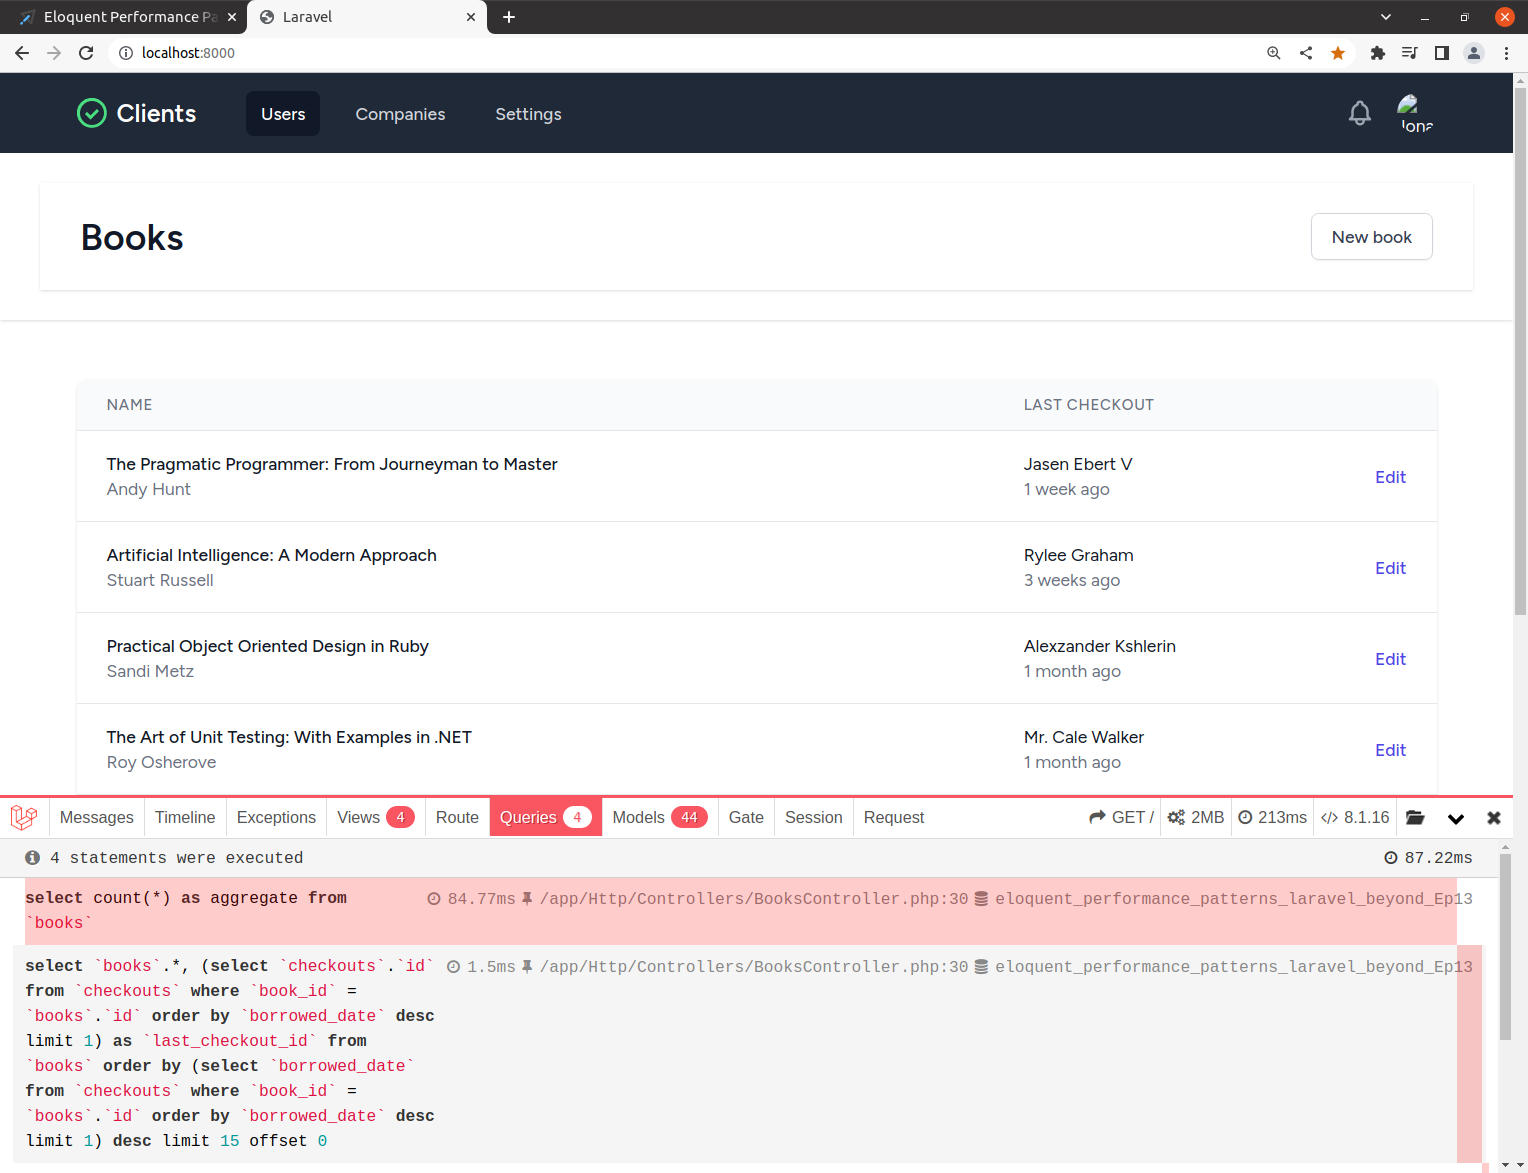 Eloquent Performance Pa
Laravel
localhost:8000
Clients
Users
Companies
Settings
Jona
Books
New book
NAME
LAST CHECKOUT
The Pragmatic Programmer: From Journeyman to Master
Andy Hunt
Jasen Ebert V
1 week ago
Edit
Artificial Intelligence: A Modern Approach
Stuart Russell
Rylee Graham
3 weeks ago
Edit
Practical Object Oriented Design in Ruby
Sandi Metz
Alexzander Kshlerin
1 month ago
Edit
The Art of Unit Testing: With Examples in .NET
Roy Osherove
Mr. Cale Walker
1 month ago
Edit
Messages Timeline Exceptions Views 4 Route Queries 4 Models 44 Gate Session Request GET / 2MB 213ms 8.1.16
4 statements were executed 87.22ms
select count(*) as aggregate from 84.77ms /app/Http/Controllers/BooksController.php:30 eloquent_performance_patterns_laravel_beyond_Ep13
`books`
select `books`.*, (select `checkouts`.`id` 1.5ms /app/Http/Controllers/BooksController.php:30 eloquent_performance_patterns_laravel_beyond_Ep13
from `checkouts` where `book_id` =
`books`.`id` order by `borrowed_date` desc
limit 1) as `last_checkout_id` from
`books` order by (select `borrowed_date`
from `checkouts` where `book_id` =
`books`.`id` order by `borrowed_date` desc
limit 1) desc limit 15 offset 0